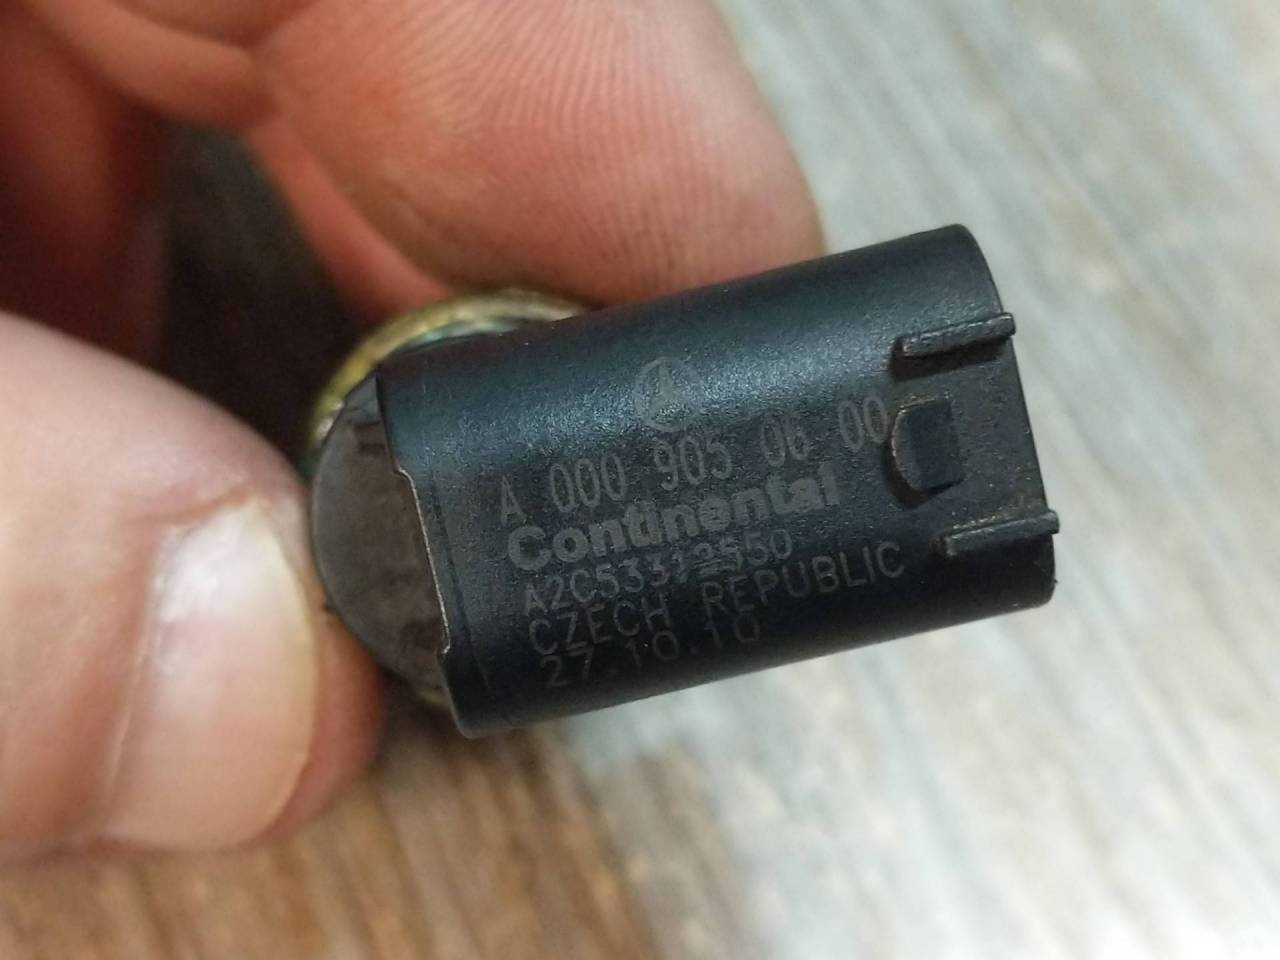 A 000 905 06 00
Continental
A2C53312550
CZECH REPUBLIC
27.10.10